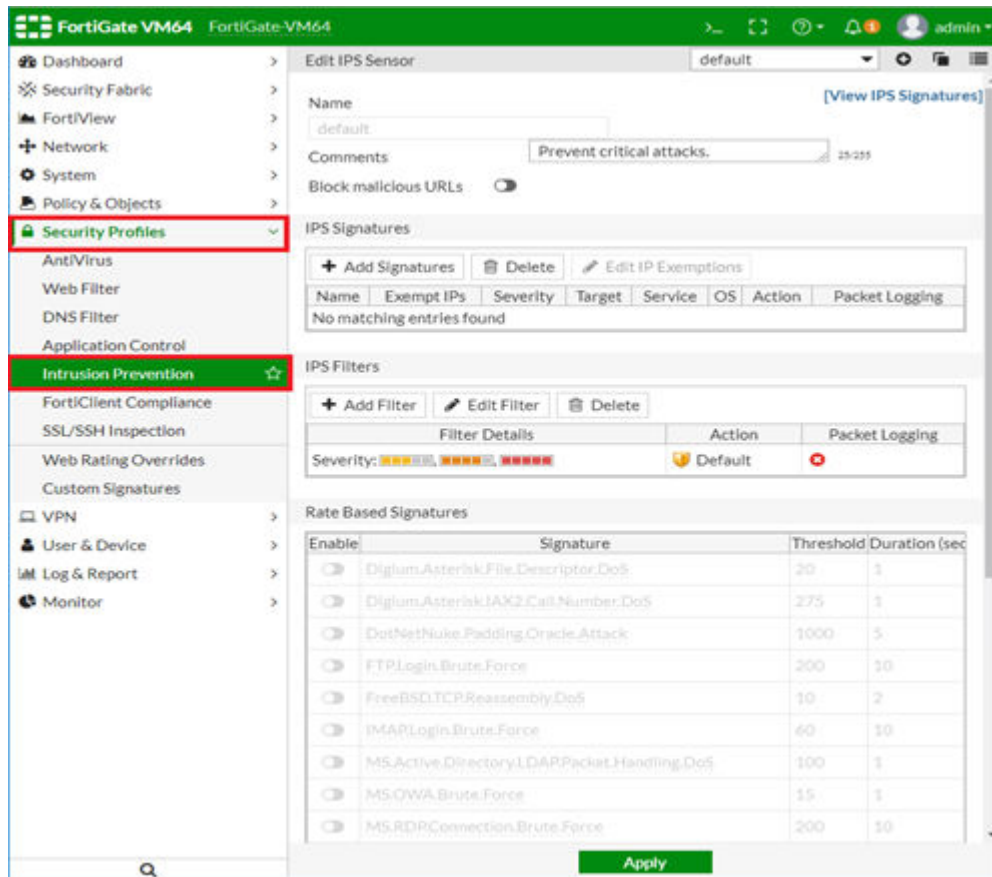 FortiGate VM64 FortiGate-VM64
>_ admin
Dashboard
Security Fabric
FortiView
Network
System
Policy & Objects
Security Profiles
AntiVirus
Web Filter
DNS Filter
Application Control
Intrusion Prevention
FortiClient Compliance
SSL/SSH Inspection
Web Rating Overrides
Custom Signatures
VPN
User & Device
Log & Report
Monitor
Edit IPS Sensor default
[View IPS Signatures]
Name
default
Comments Prevent critical attacks. 25/255
Block malicious URLs
IPS Signatures
+ Add Signatures Delete Edit IP Exemptions
Name Exempt IPs Severity Target Service OS Action Packet Logging
No matching entries found
IPS Filters
+ Add Filter Edit Filter Delete
Filter Details Action Packet Logging
Severity: Default
Rate Based Signatures
Enable Signature Threshold Duration (sec
Digium.Asterisk.File.Descriptor.DoS 20 1
Digium.Asterisk.IAX2.Call.Number.DoS 275 1
DotNetNuke.Padding.Oracle.Attack 1000 5
FTP.Login.Brute.Force 200 10
FreeBSD.TCP.Reassembly.DoS 10 2
IMAP.Login.Brute.Force 60 10
MS.Active.Directory.LDAP.Packet.Handling.DoS 100 1
MS.OWA.Brute.Force 15 1
MS.RDP.Connection.Brute.Force 200 10
Apply